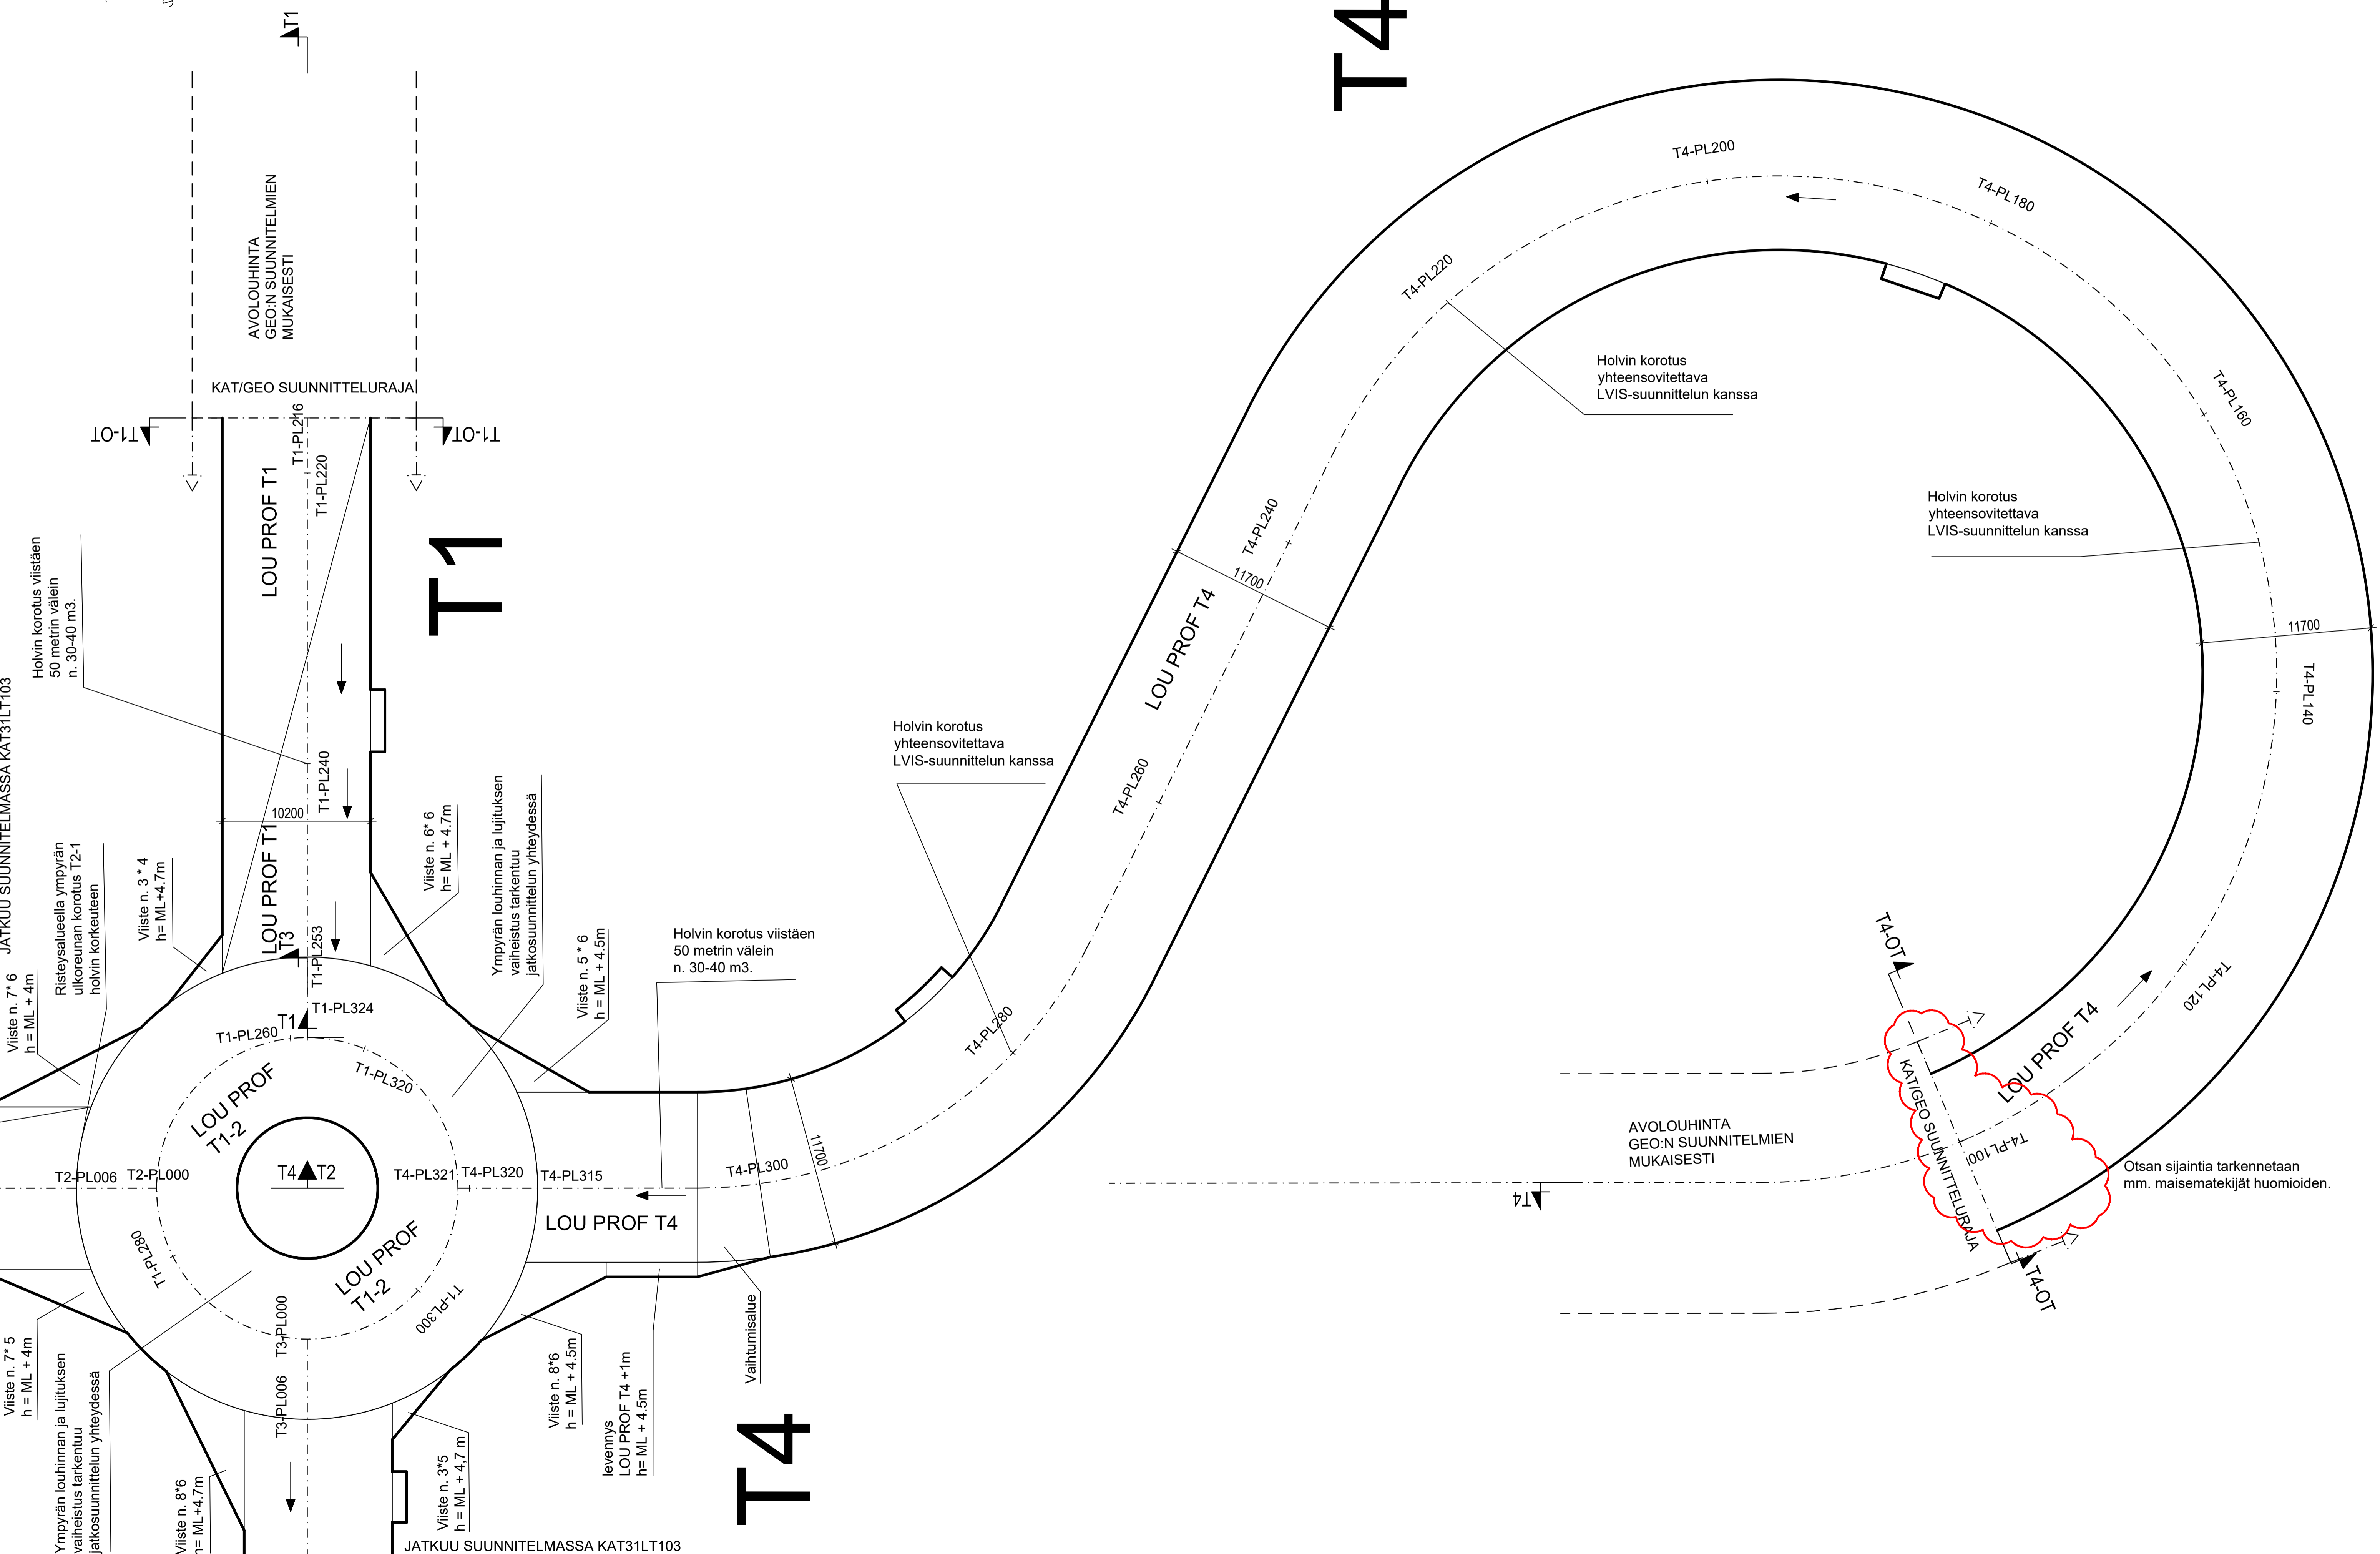 T1
AVOLOUHINTA
GEO:N SUUNNITELMIEN
MUKAISESTI
KAT/GEO SUUNNITTELURAJA
T1-OT
T1-OT
T1-PL216
T1-PL220
LOU PROF T1
T1
Holvin korotus viistäen
50 metrin välein
n. 30-40 m3.
JATKUU SUUNNITELMASSA KAT31LT103
T1-PL240
10200
LOU PROF T1
Risteysalueella ympyrän
ulkoreunan korotus T2-1
holvin korkeuteen
Viiste n. 3 * 4
h= ML+4.7m
Viiste n. 6* 6
h= ML + 4.7m
Ympyrän louhinnan ja lujituksen
vaiheistus tarkentuu
jatkosuunnittelun yhteydessä
Viiste n. 7* 6
h = ML + 4m
T3
T1-PL253
Viiste n. 5 * 6
h = ML + 4.5m
Holvin korotus viistäen
50 metrin välein
n. 30-40 m3.
T1-PL324
T1
T1-PL260
T1-PL320
LOU PROF
T1-2
T2-PL006
T2-PL000
T4
T2
T4-PL321
T4-PL320
T4-PL315
T4-PL300
11700
LOU PROF T4
LOU PROF
T1-2
T1-PL280
T1-PL300
T3-PL000
T3-PL006
Viiste n. 7* 5
h = ML + 4m
Ympyrän louhinnan ja lujituksen
vaiheistus tarkentuu
jatkosuunnittelun yhteydessä
Viiste n. 8*6
h= ML+4.7m
Viiste n. 3*5
h = ML + 4,7 m
Viiste n. 8*6
h = ML + 4.5m
levennys
LOU PROF T4 +1m
h= ML + 4.5m
Vaihtumisalue
T4
JATKUU SUUNNITELMASSA KAT31LT103
T4
T4-PL200
T4-PL180
T4-PL220
Holvin korotus
yhteensovitettava
LVIS-suunnittelun kanssa
T4-PL160
Holvin korotus
yhteensovitettava
LVIS-suunnittelun kanssa
T4-PL240
11700
LOU PROF T4
11700
T4-PL140
Holvin korotus
yhteensovitettava
LVIS-suunnittelun kanssa
T4-PL260
T4-PL280
T4-OT
T4-PL120
LOU PROF T4
KAT/GEO SUUNNITTELURAJA
AVOLOUHINTA
GEO:N SUUNNITELMIEN
MUKAISESTI
T4-PL100
Otsan sijaintia tarkennetaan
mm. maisematekijät huomioiden.
T4
T4-OT